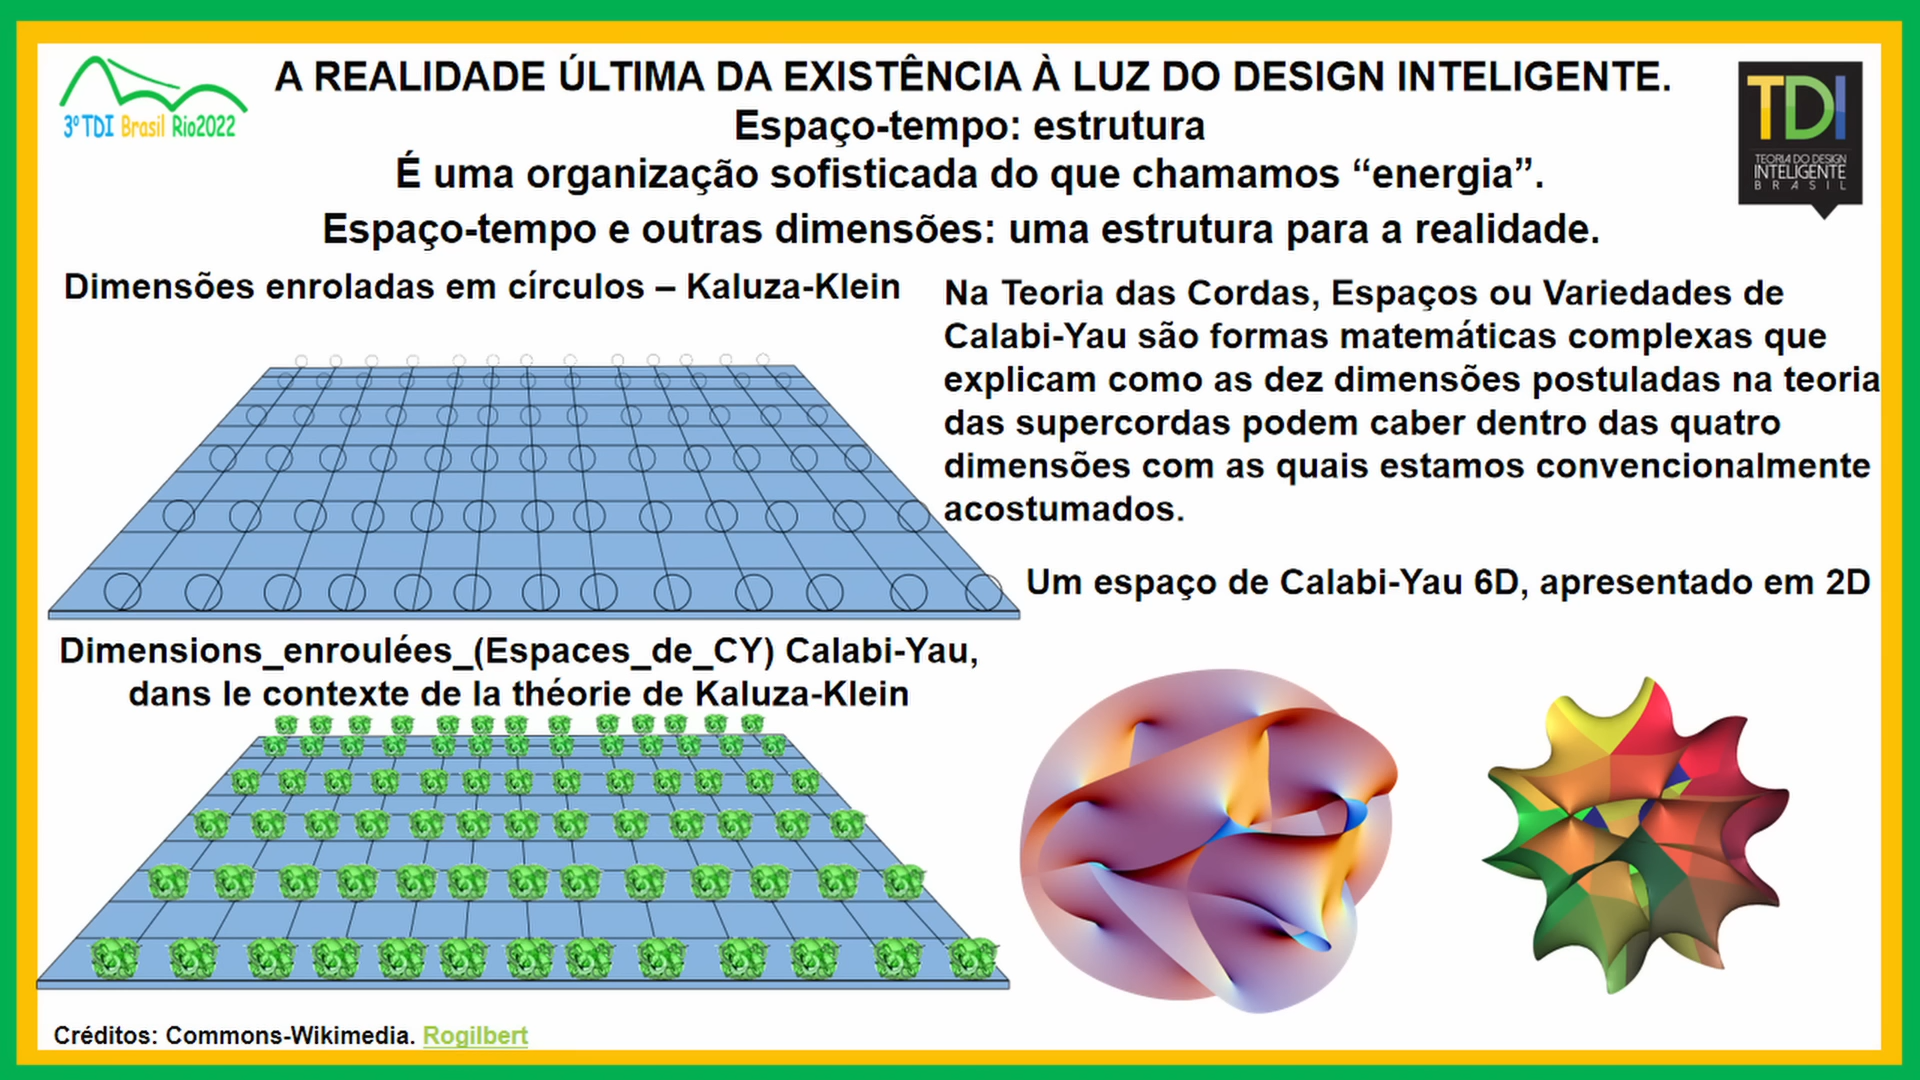 A REALIDADE ÚLTIMA DA EXISTÊNCIA À LUZ DO DESIGN INTELIGENTE.
Espaço-tempo: estrutura
É uma organização sofisticada do que chamamos “energia”.
Espaço-tempo e outras dimensões: uma estrutura para a realidade.
3º TDI Brasil Rio2022
TDI
TEORIA DO DESIGN
INTELIGENTE
BRASIL
Dimensões enroladas em círculos – Kaluza-Klein
Na Teoria das Cordas, Espaços ou Variedades de
Calabi-Yau são formas matemáticas complexas que
explicam como as dez dimensões postuladas na teoria
das supercordas podem caber dentro das quatro
dimensões com as quais estamos convencionalmente
acostumados.
Um espaço de Calabi-Yau 6D, apresentado em 2D
Dimensions_enroulées_(Espaces_de_CY) Calabi-Yau,
dans le contexte de la théorie de Kaluza-Klein
Créditos: Commons-Wikimedia. Rogilbert